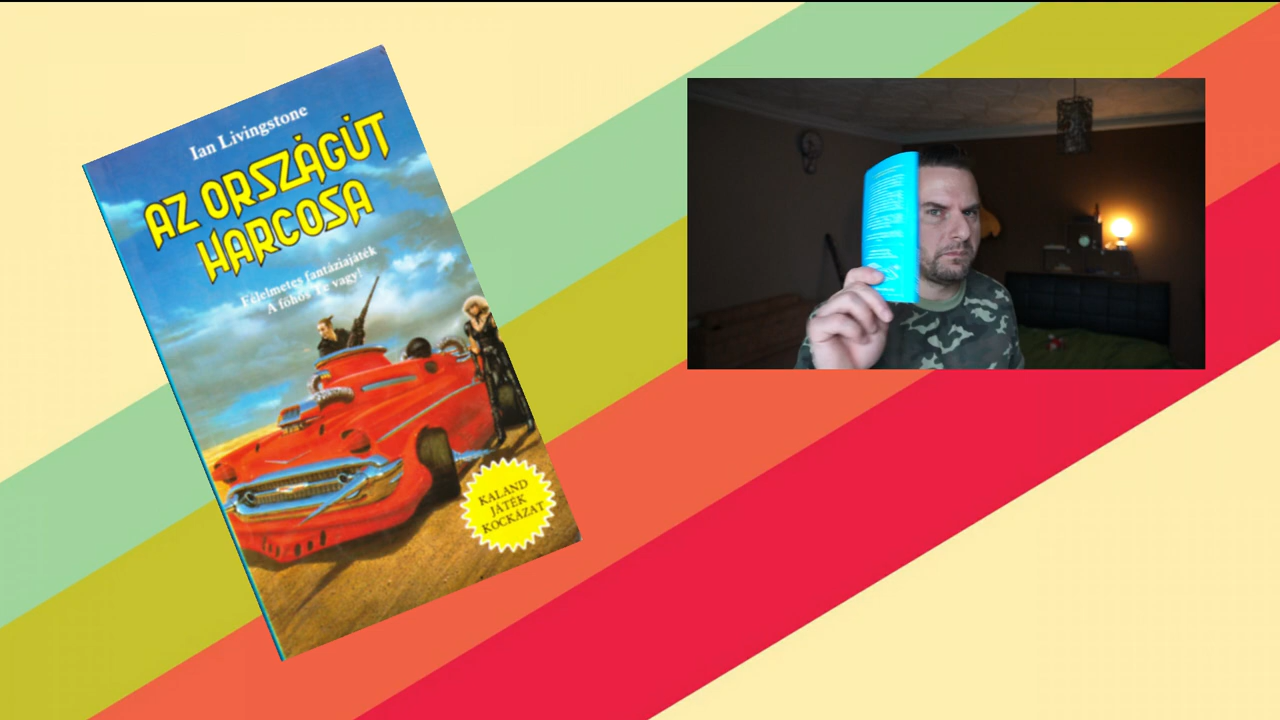 Ian Livingstone
AZ ORSZÁGÚT
HARCOSA
Félelmetes fantáziajáték
A főhős Te vagy!
KALAND
JÁTÉK
KOCKÁZAT